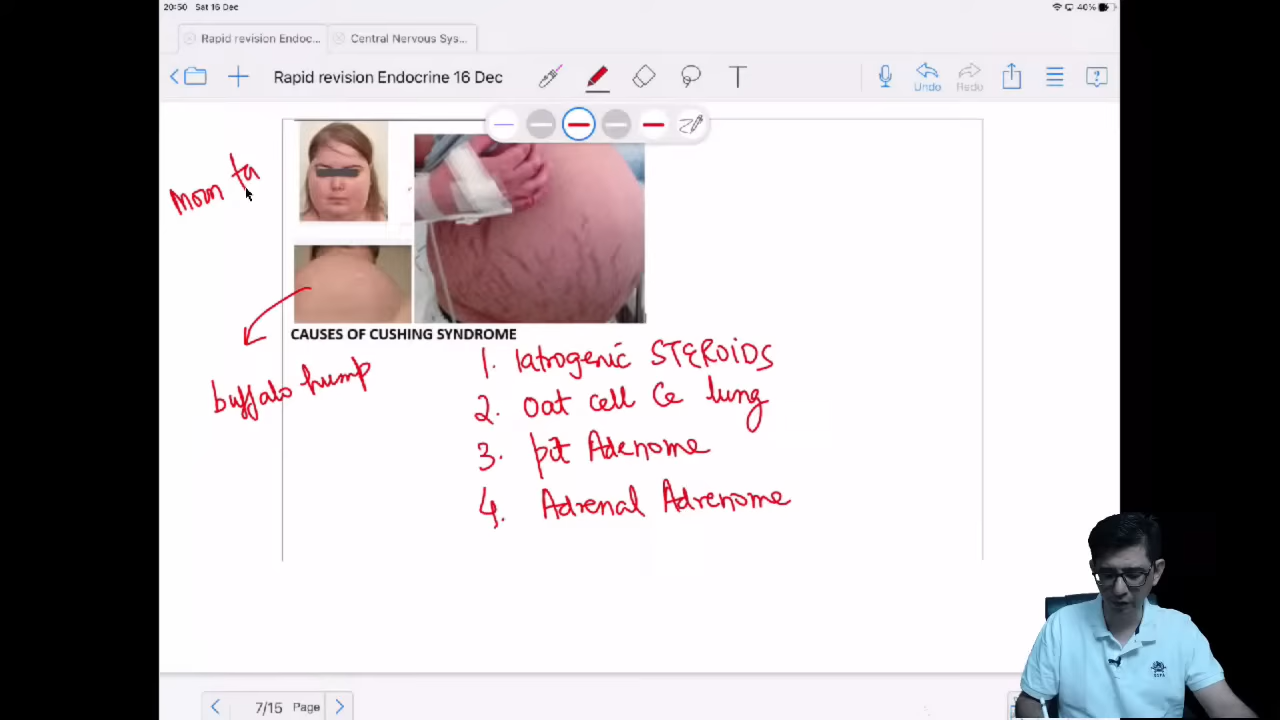 20:50 Sat 16 Dec
40%
Rapid revision Endoc...
Central Nervous Sys...
Rapid revision Endocrine 16 Dec
T
Undo
Redo
Moon fa
CAUSES OF CUSHING SYNDROME
buffalo hump
1. Iatrogenic STEROIDS
2. Oat cell Ca lung
3. pit Adenome
4. Adrenal Adrenome
7/15 Page